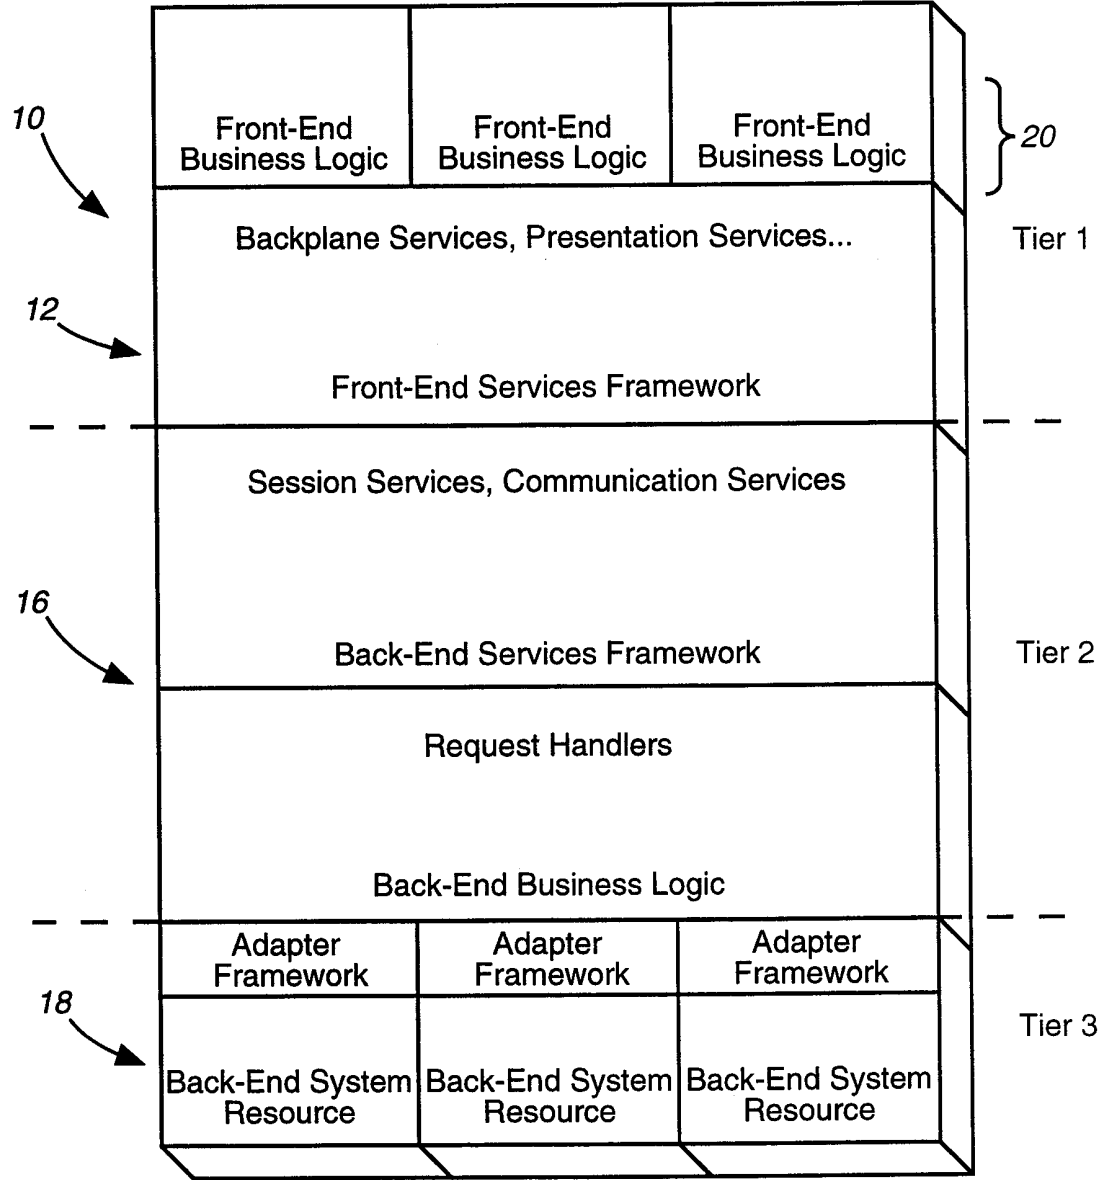 10
Front-End
Business Logic
Front-End
Business Logic
Front-End
Business Logic
20
Backplane Services, Presentation Services...
Tier 1
12
Front-End Services Framework
Session Services, Communication Services
16
Back-End Services Framework
Tier 2
Request Handlers
Back-End Business Logic
Adapter
Framework
Adapter
Framework
Adapter
Framework
18
Tier 3
Back-End System
Resource
Back-End System
Resource
Back-End System
Resource